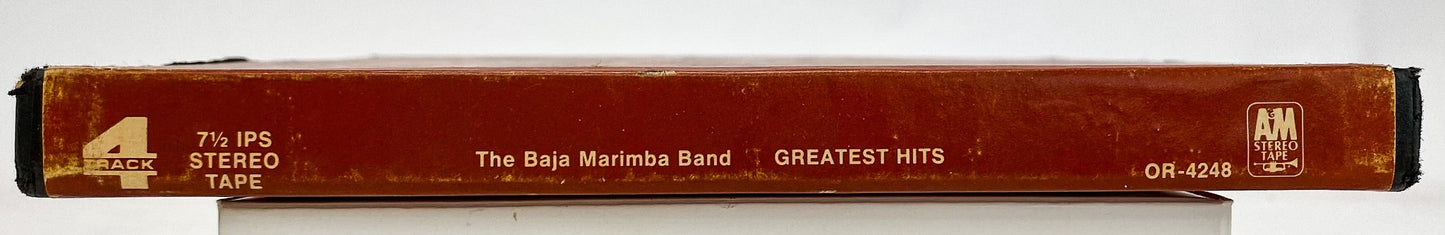 4
TRACK
7½ IPS
STEREO
TAPE
The Baja Marimba Band GREATEST HITS
OR-4248
A&M
STEREO
TAPE